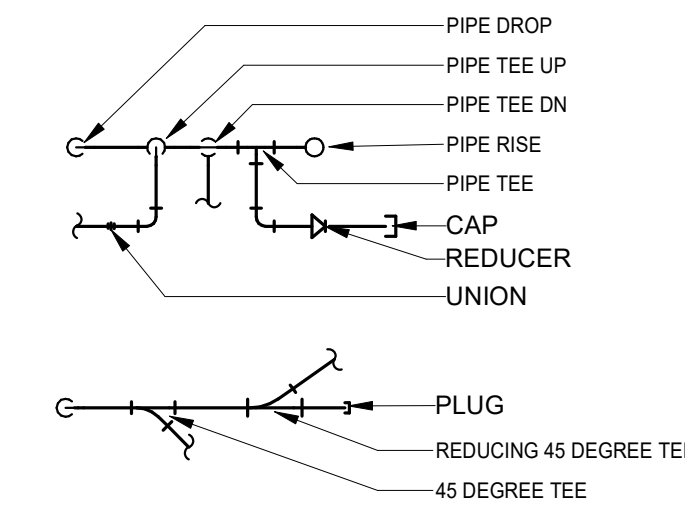 PIPE DROP
PIPE TEE UP
PIPE TEE DN
PIPE RISE
PIPE TEE
CAP
REDUCER
UNION
PLUG
REDUCING 45 DEGREE TEE
45 DEGREE TEE